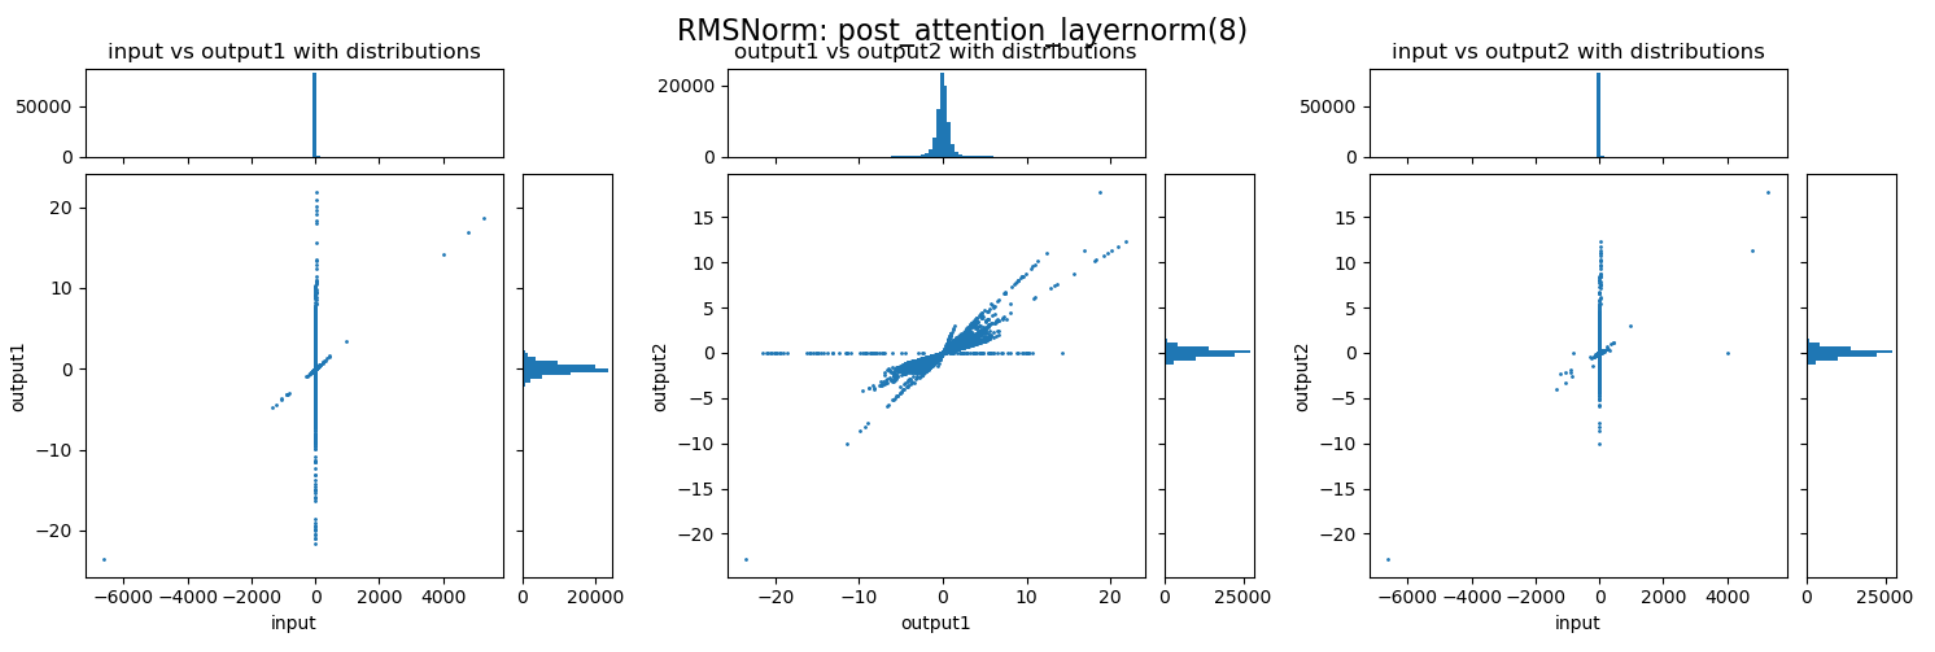 RMSNorm: post_attention_layernorm(8)
input vs output1 with distributions
output1 vs output2 with distributions
input vs output2 with distributions
50000
0
20000
0
50000
0
20
10
0
−10
−20
output1
−6000 −4000 −2000 0 2000 4000
input
0 20000
15
10
5
0
−5
−10
−15
−20
output2
−20 −10 0 10 20
output1
0 25000
15
10
5
0
−5
−10
−15
−20
output2
−6000 −4000 −2000 0 2000 4000
input
0 25000